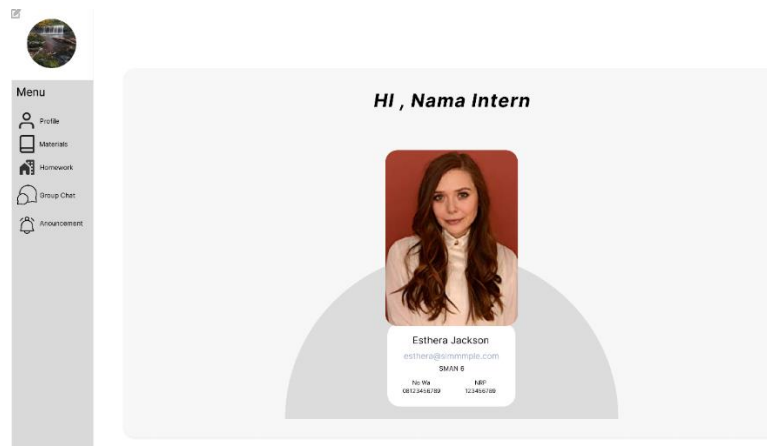 Menu
Profile
Materials
Homework
Group Chat
Anouncement
HI , Nama Intern
Esthera Jackson
esthera@simmmple.com
SMAN 6
No Wa NRP
08123456789 123456789